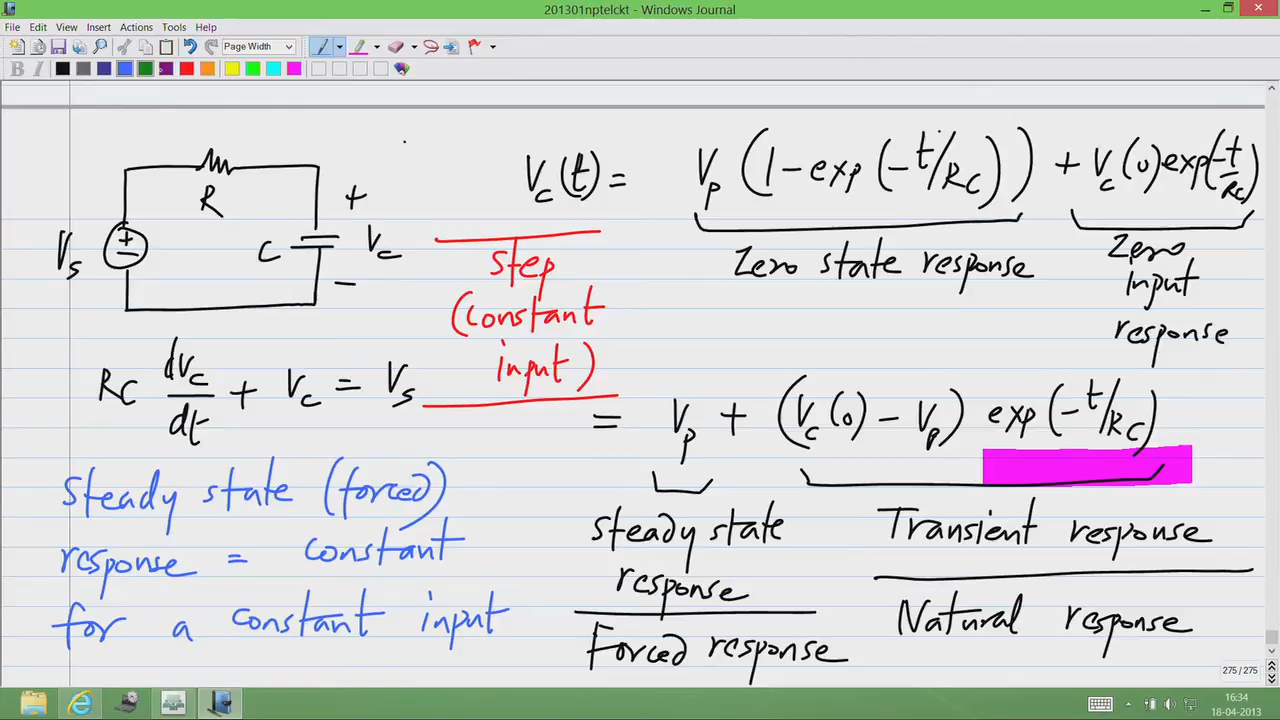 201301nptelckt - Windows Journal
File Edit View Insert Actions Tools Help
Page Width
B I
R
Vs
+
−
C
+
Vc
−
Vc(t) = Vp (1 - exp(-t/RC)) + Vc(0) exp(-t/RC)
Zero state response
Zero
input
response
step
(constant
input)
RC dVc/dt + Vc = Vs
= Vp + (Vc(0) - Vp) exp(-t/RC)
steady state
response
Forced response
Transient response
Natural response
Steady state (forced)
response = constant
for a constant input
275 / 275
16:34
18-04-2013